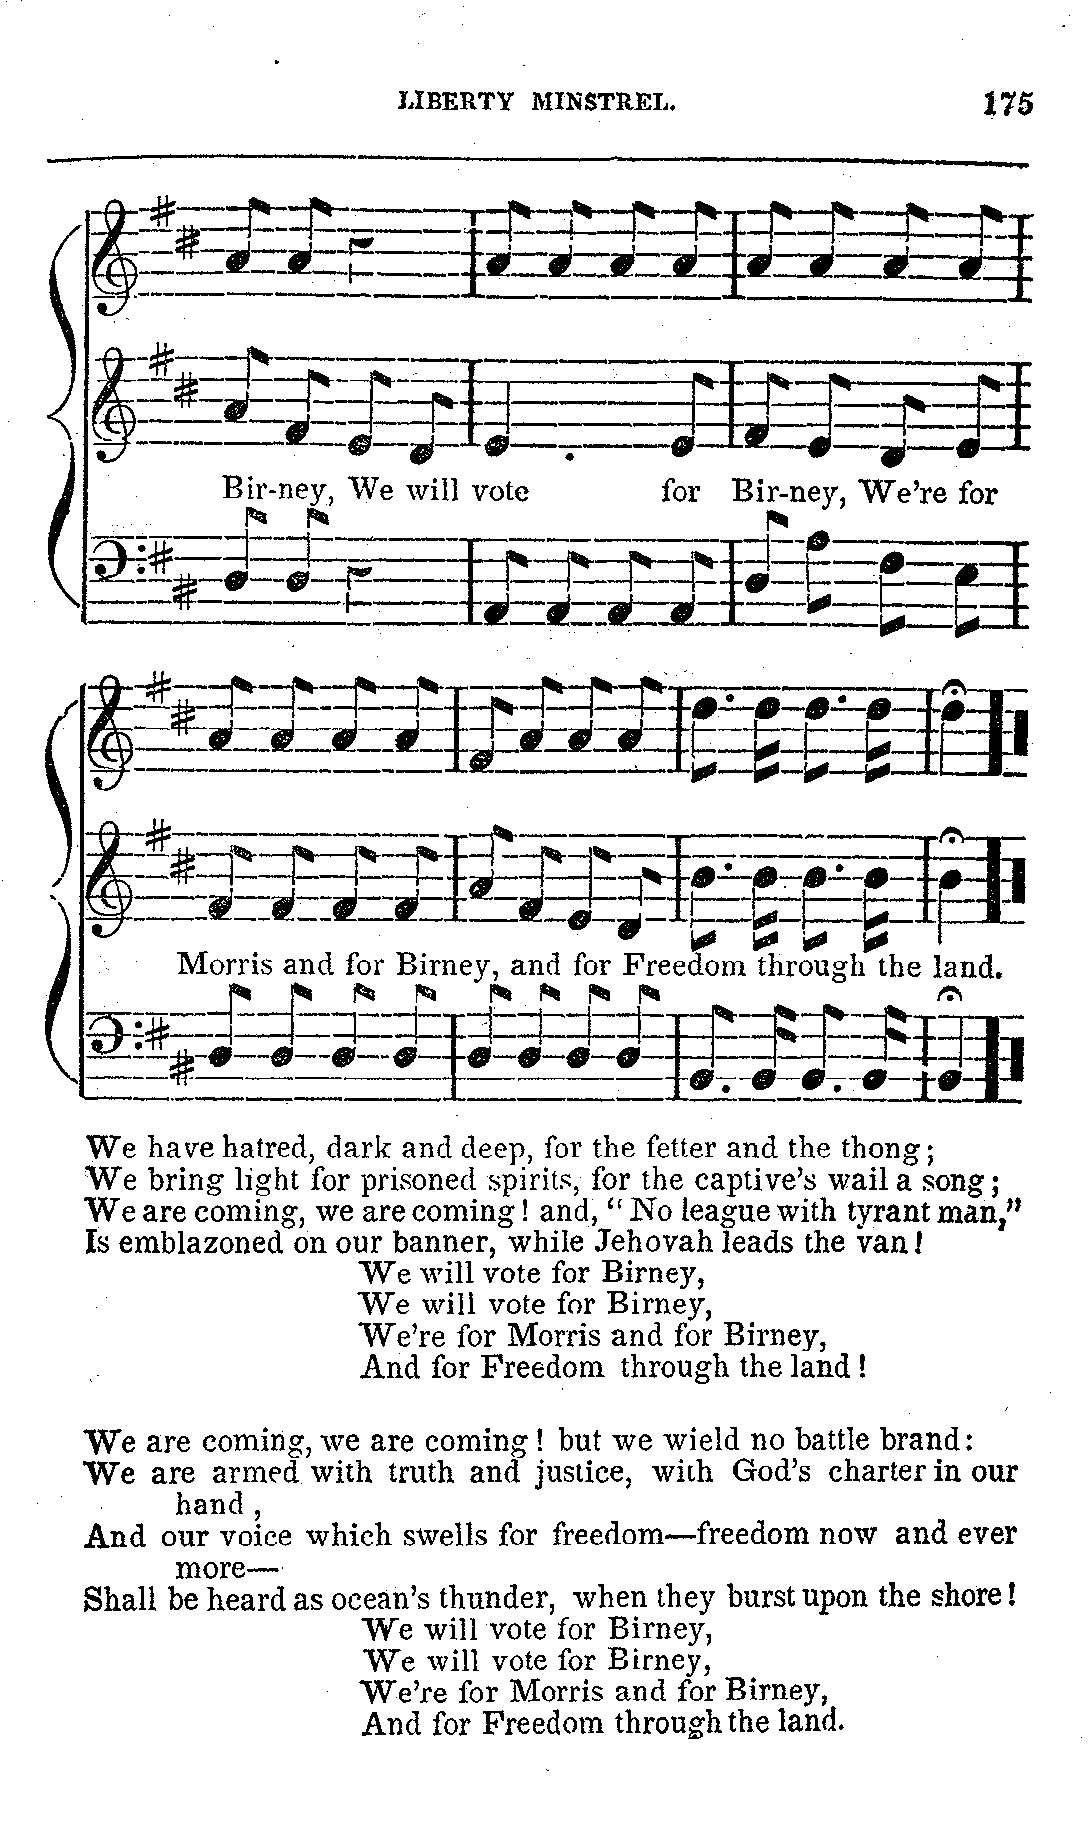 LIBERTY MINSTREL. 175
Bir-ney, We will vote for Bir-ney, We're for
Morris and for Birney, and for Freedom through the land.
We have hatred, dark and deep, for the fetter and the thong;
We bring light for prisoned spirits, for the captive's wail a song;
We are coming, we are coming! and, "No league with tyrant man,"
Is emblazoned on our banner, while Jehovah leads the van!
We will vote for Birney,
We will vote for Birney,
We're for Morris and for Birney,
And for Freedom through the land!
We are coming, we are coming! but we wield no battle brand:
We are armed with truth and justice, with God's charter in our
hand,
And our voice which swells for freedom—freedom now and ever
more—
Shall be heard as ocean's thunder, when they burst upon the shore!
We will vote for Birney,
We will vote for Birney,
We're for Morris and for Birney,
And for Freedom through the land.